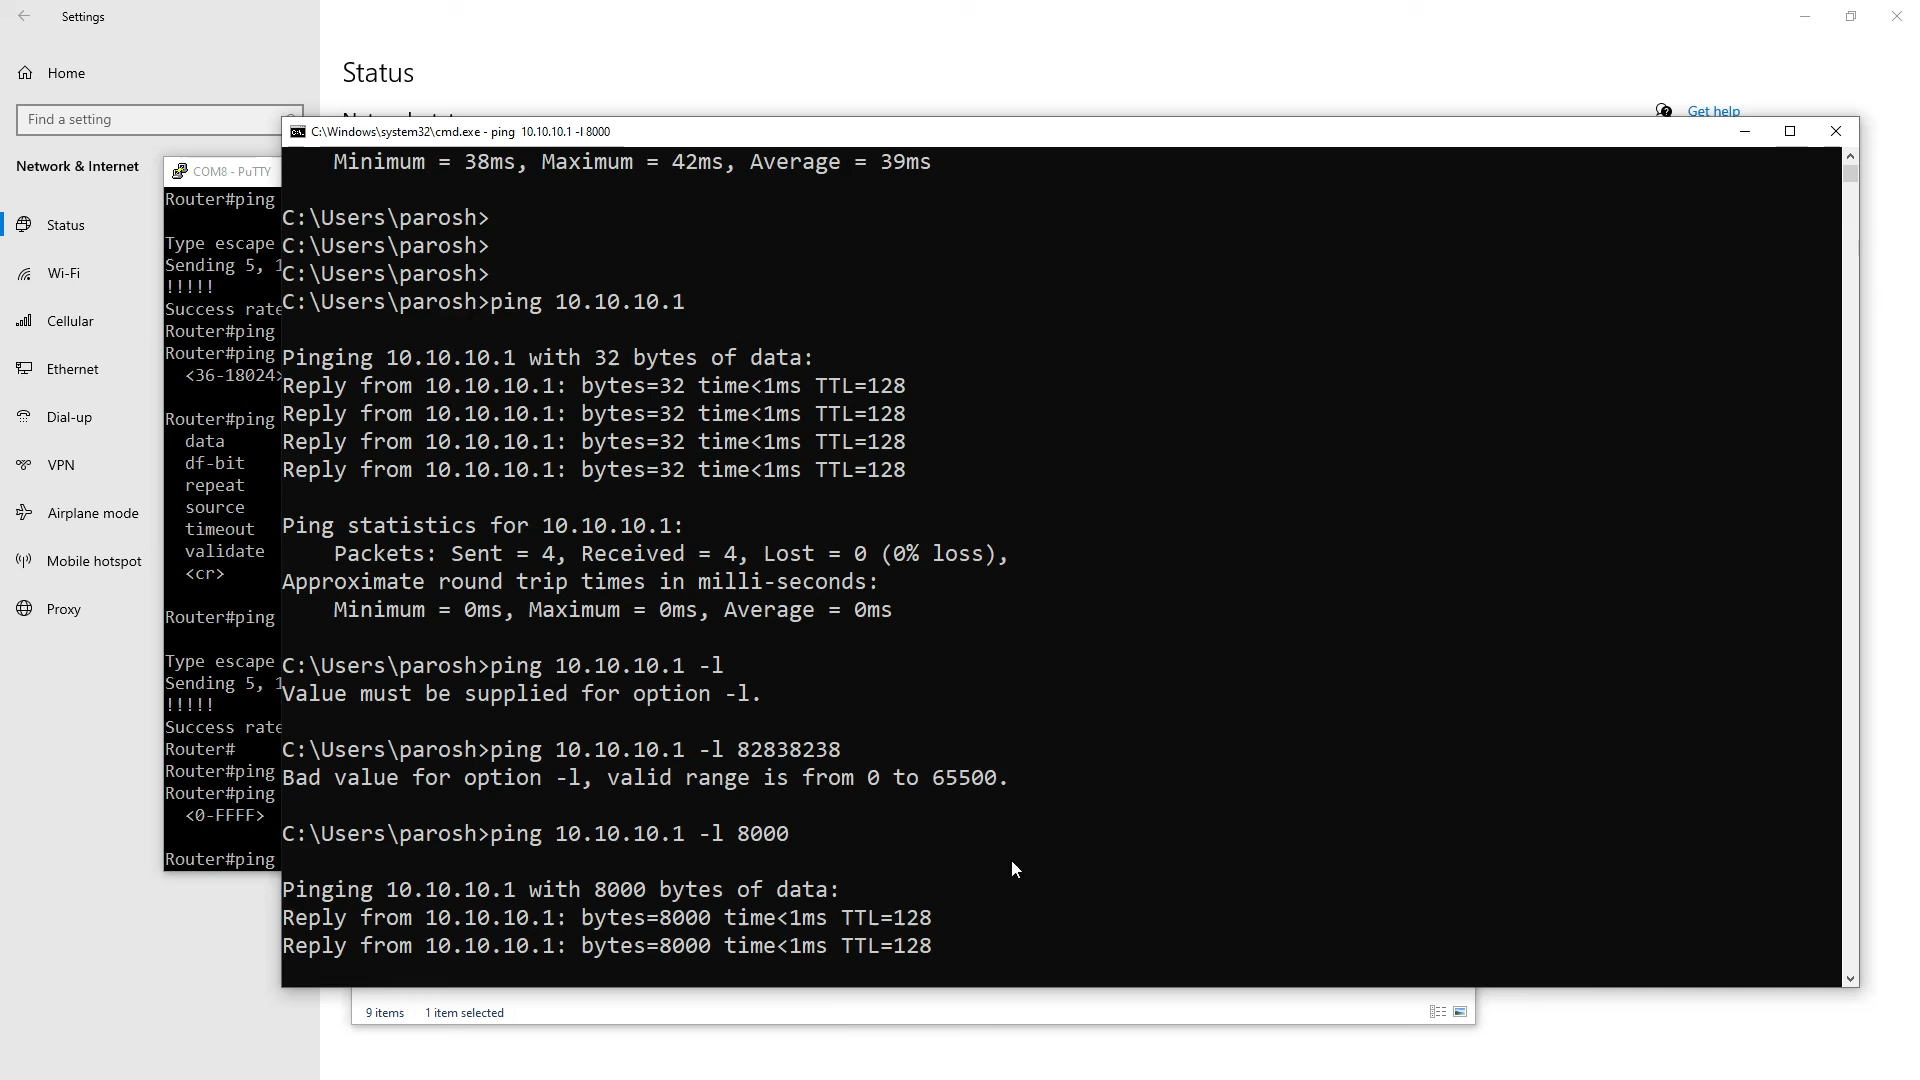 Settings
Home
Find a setting
Network & Internet
Status
Wi-Fi
Cellular
Ethernet
Dial-up
VPN
Airplane mode
Mobile hotspot
Proxy
Status
Get help
COM8 - PuTTY
Router#ping
Type escape
Sending 5, 1
!!!!!
Success rate
Router#ping
Router#ping
<36-18024>
Router#ping
data
df-bit
repeat
source
timeout
validate
<cr>
Router#ping
Type escape
Sending 5, 1
!!!!!
Success rate
Router#
Router#ping
Router#ping
<0-FFFF>
Router#ping
C:\Windows\system32\cmd.exe - ping 10.10.10.1 -l 8000
Minimum = 38ms, Maximum = 42ms, Average = 39ms
C:\Users\parosh>
C:\Users\parosh>
C:\Users\parosh>
C:\Users\parosh>ping 10.10.10.1
Pinging 10.10.10.1 with 32 bytes of data:
Reply from 10.10.10.1: bytes=32 time<1ms TTL=128
Reply from 10.10.10.1: bytes=32 time<1ms TTL=128
Reply from 10.10.10.1: bytes=32 time<1ms TTL=128
Reply from 10.10.10.1: bytes=32 time<1ms TTL=128
Ping statistics for 10.10.10.1:
Packets: Sent = 4, Received = 4, Lost = 0 (0% loss),
Approximate round trip times in milli-seconds:
Minimum = 0ms, Maximum = 0ms, Average = 0ms
C:\Users\parosh>ping 10.10.10.1 -l
Value must be supplied for option -l.
C:\Users\parosh>ping 10.10.10.1 -l 82838238
Bad value for option -l, valid range is from 0 to 65500.
C:\Users\parosh>ping 10.10.10.1 -l 8000
Pinging 10.10.10.1 with 8000 bytes of data:
Reply from 10.10.10.1: bytes=8000 time<1ms TTL=128
Reply from 10.10.10.1: bytes=8000 time<1ms TTL=128
9 items 1 item selected